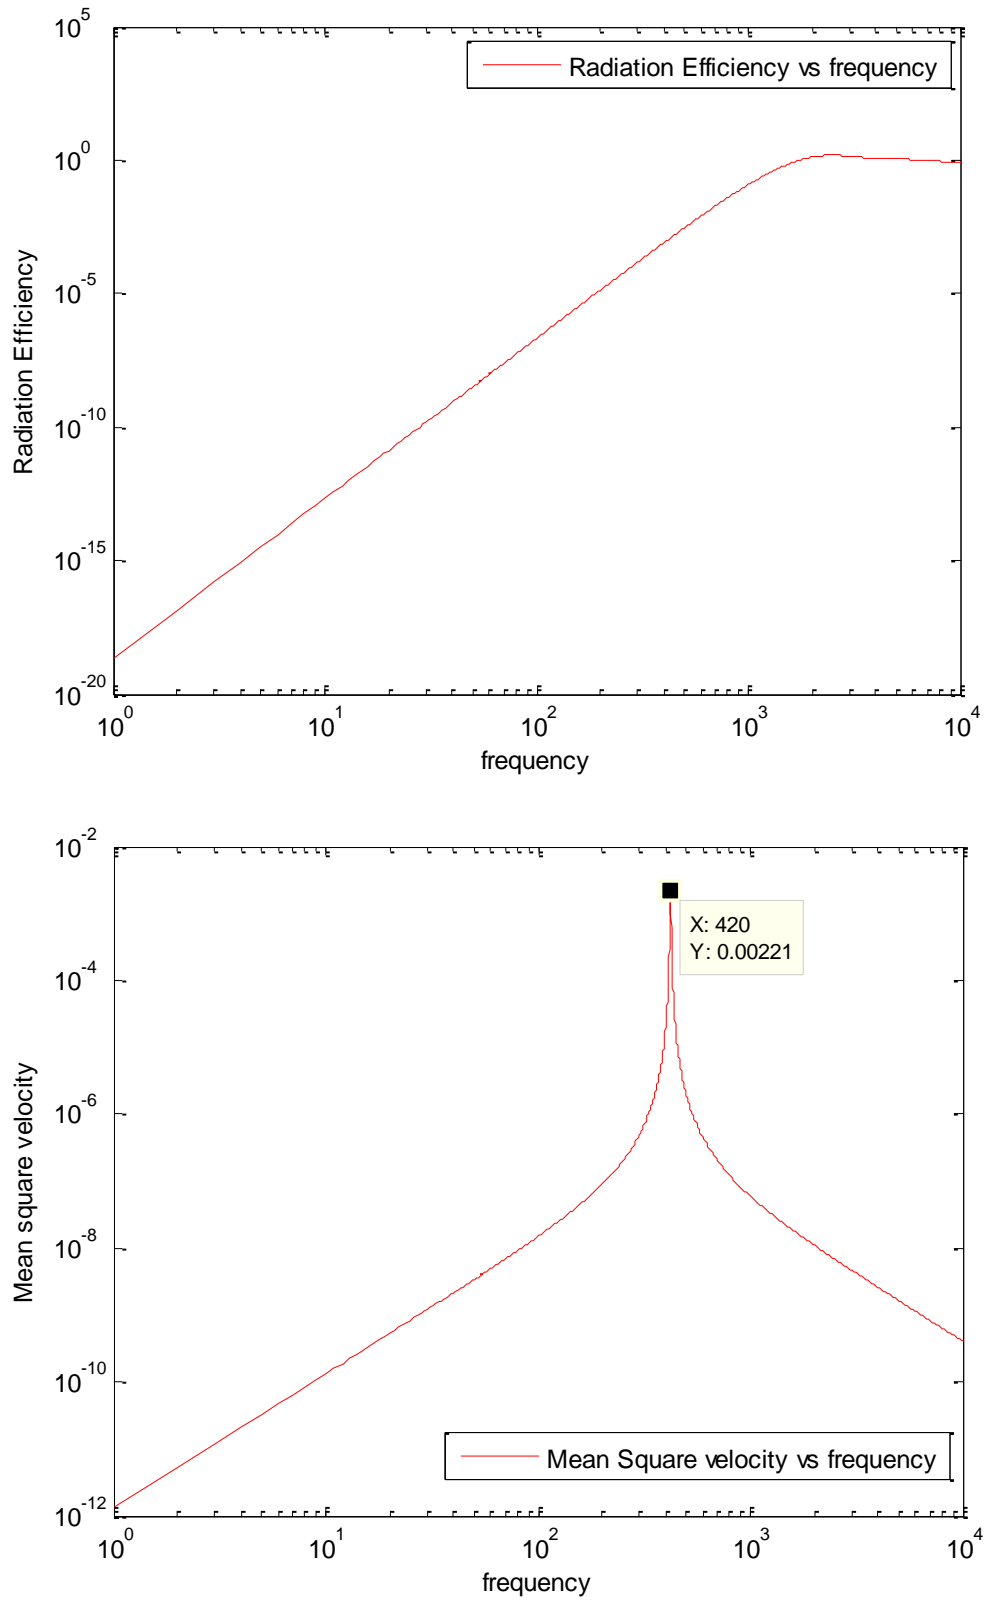 10^5
Radiation Efficiency vs frequency
10^0
10^-5
10^-10
10^-15
10^-20
Radiation Efficiency
10^0 10^1 10^2 10^3 10^4
frequency
10^-2
X: 420
Y: 0.00221
10^-4
10^-6
10^-8
10^-10
10^-12
Mean square velocity
Mean Square velocity vs frequency
10^0 10^1 10^2 10^3 10^4
frequency